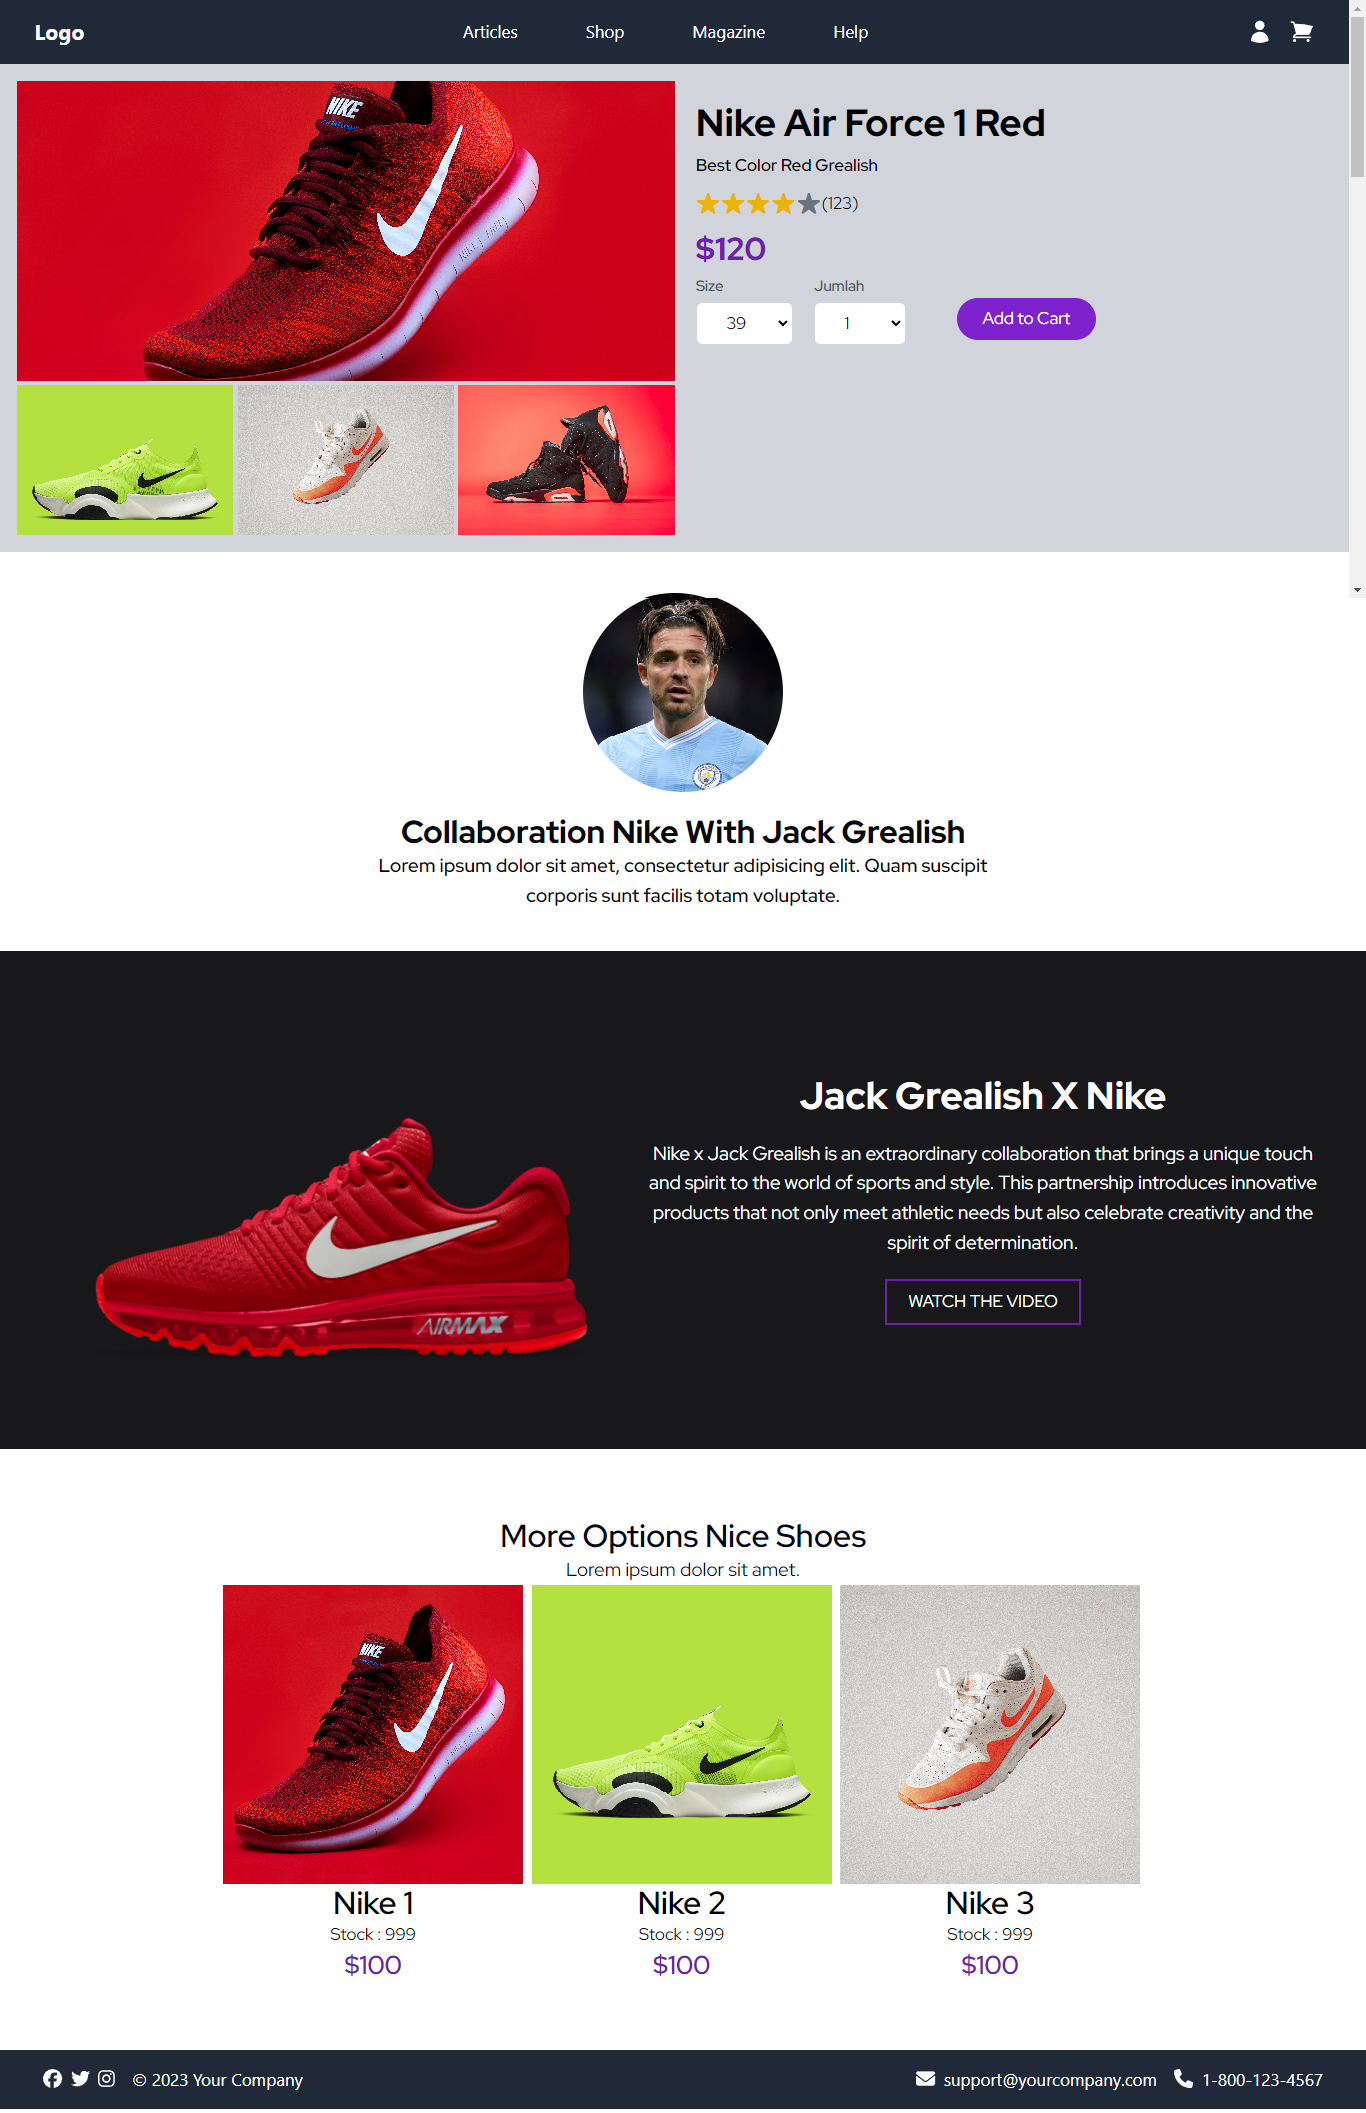 Logo
Articles
Shop
Magazine
Help
NIKE
NIKE FREE
Nike Air Force 1 Red
Best Color Red Grealish
(123)
$120
Size
Jumlah
39
1
Add to Cart
Collaboration Nike With Jack Grealish
Lorem ipsum dolor sit amet, consectetur adipisicing elit. Quam suscipit
corporis sunt facilis totam voluptate.
Jack Grealish X Nike
Nike x Jack Grealish is an extraordinary collaboration that brings a unique touch
and spirit to the world of sports and style. This partnership introduces innovative
products that not only meet athletic needs but also celebrate creativity and the
spirit of determination.
WATCH THE VIDEO
AIRMAX
More Options Nice Shoes
Lorem ipsum dolor sit amet.
NIKE
Nike 1
Stock : 999
$100
Nike 2
Stock : 999
$100
Nike 3
Stock : 999
$100
© 2023 Your Company
support@yourcompany.com
1-800-123-4567